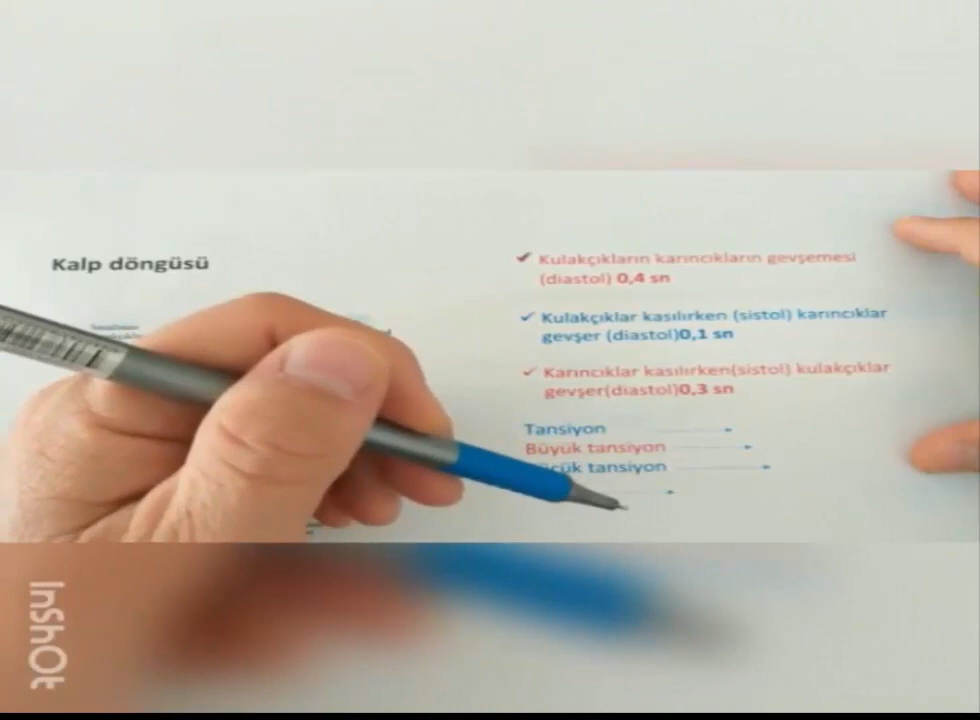 Kalp döngüsü
✓ Kulakçıkların karıncıkların gevşemesi
(diastol) 0,4 sn
✓ Kulakçıklar kasılırken (sistol) karıncıklar
gevşer (diastol)0,1 sn
✓ Karıncıklar kasılırken(sistol) kulakçıklar
gevşer(diastol)0,3 sn
Tansiyon
Büyük tansiyon
tansiyon
InShOt